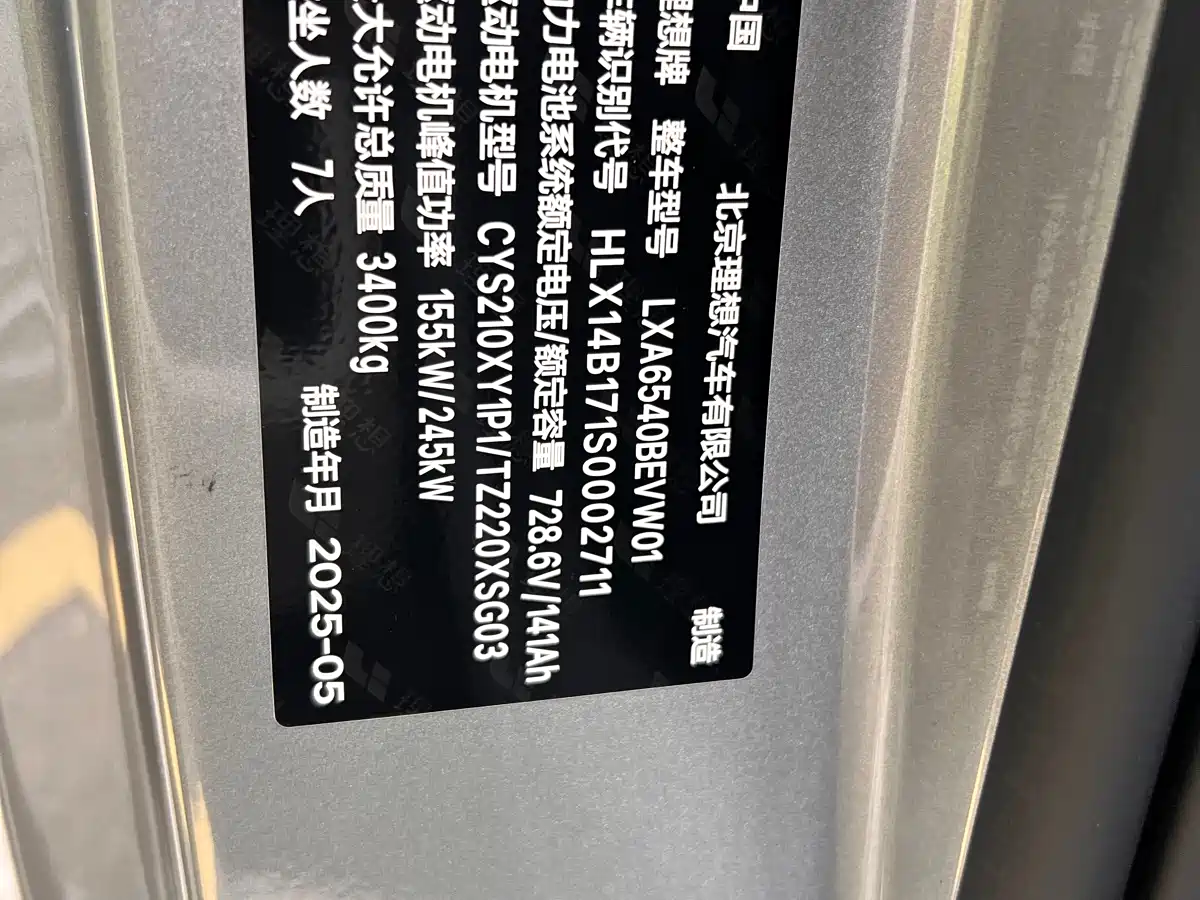 中国 北京理想汽车有限公司 制造
理想牌 整车型号 LXA6540BEVW01
车辆识别代号 HLX14B171S0002711
动力电池系统额定电压/额定容量 728.6V/141Ah
驱动电机型号 CYS210XY1P1/TZ220XSG03
驱动电机峰值功率 155kW/245kW
大允许总质量 3400kg
坐人数 7人 制造年月 2025-05